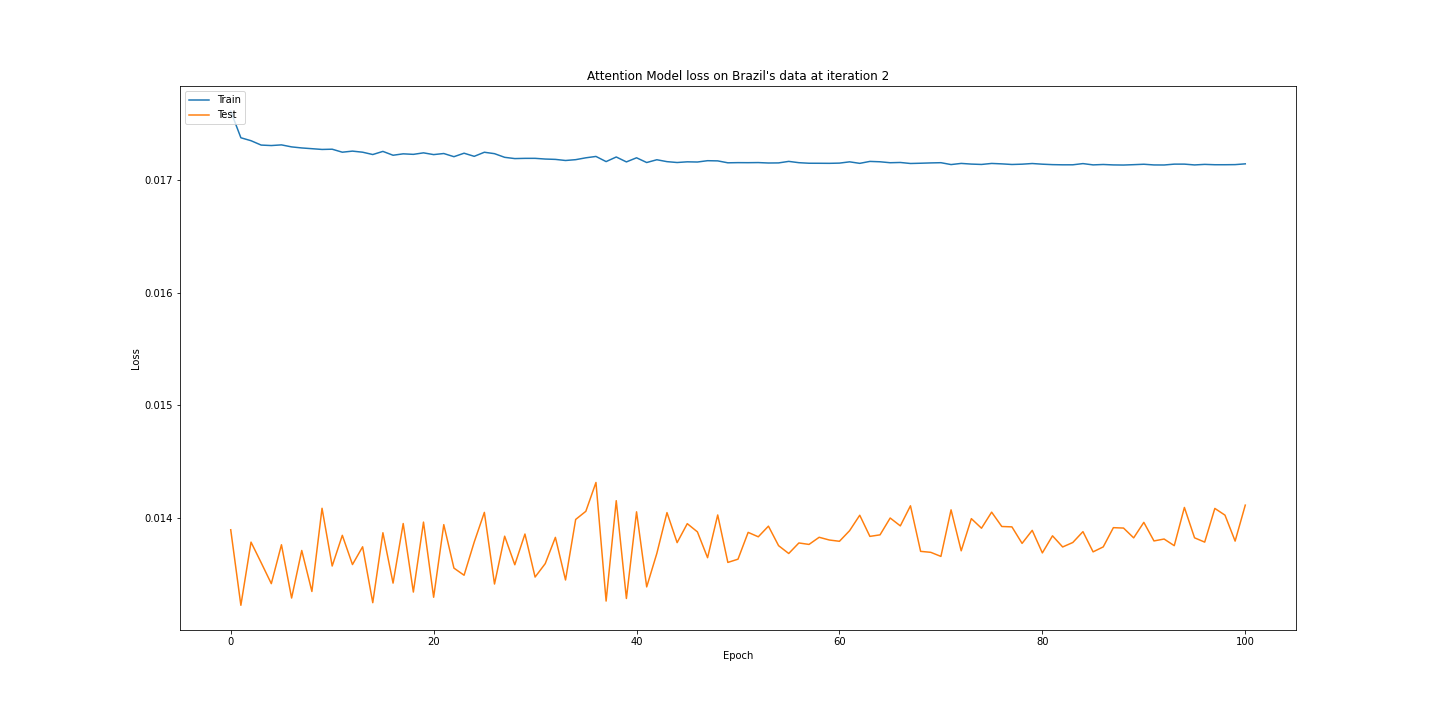 Attention Model loss on Brazil's data at iteration 2
Train
Test
0.017
0.016
0.015
0.014
Loss
0
20
40
60
80
100
Epoch